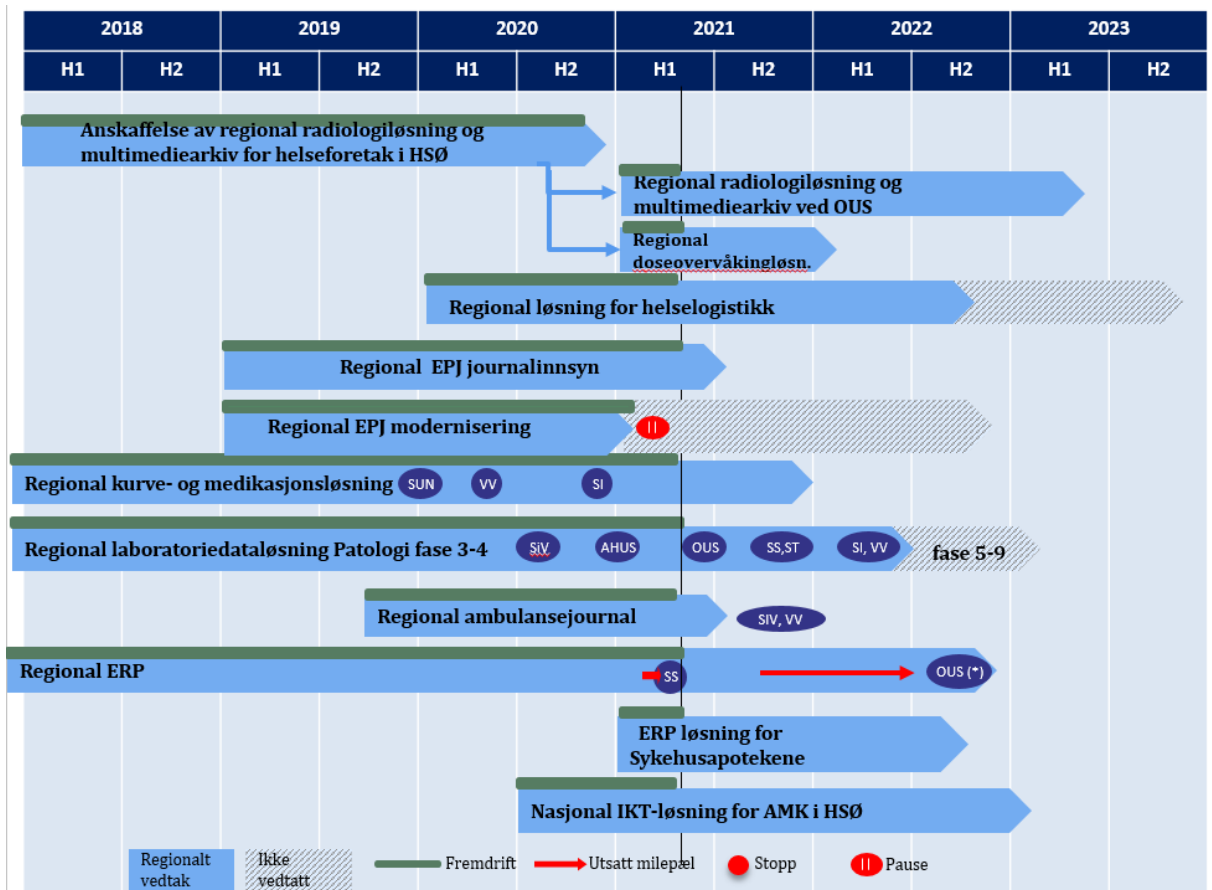 2018 2019 2020 2021 2022 2023
H1 H2 H1 H2 H1 H2 H1 H2 H1 H2 H1 H2
Anskaffelse av regional radiologiløsning og
multimediearkiv for helseforetak i HSØ
Regional radiologiløsning og
multimediearkiv ved OUS
Regional
doseovervåkingløsn.
Regional løsning for helselogistikk
Regional EPJ journalinnsyn
Regional EPJ modernisering
Regional kurve- og medikasjonsløsning SUN VV SI
Regional laboratoriedataløsning Patologi fase 3-4 SiV AHUS OUS SS,ST SI, VV fase 5-9
Regional ambulansejournal SIV, VV
Regional ERP SS OUS (*)
ERP løsning for
Sykehusapotekene
Nasjonal IKT-løsning for AMK i HSØ
Regionalt
vedtak
Ikke
vedtatt
Fremdrift Utsatt milepæl Stopp Pause